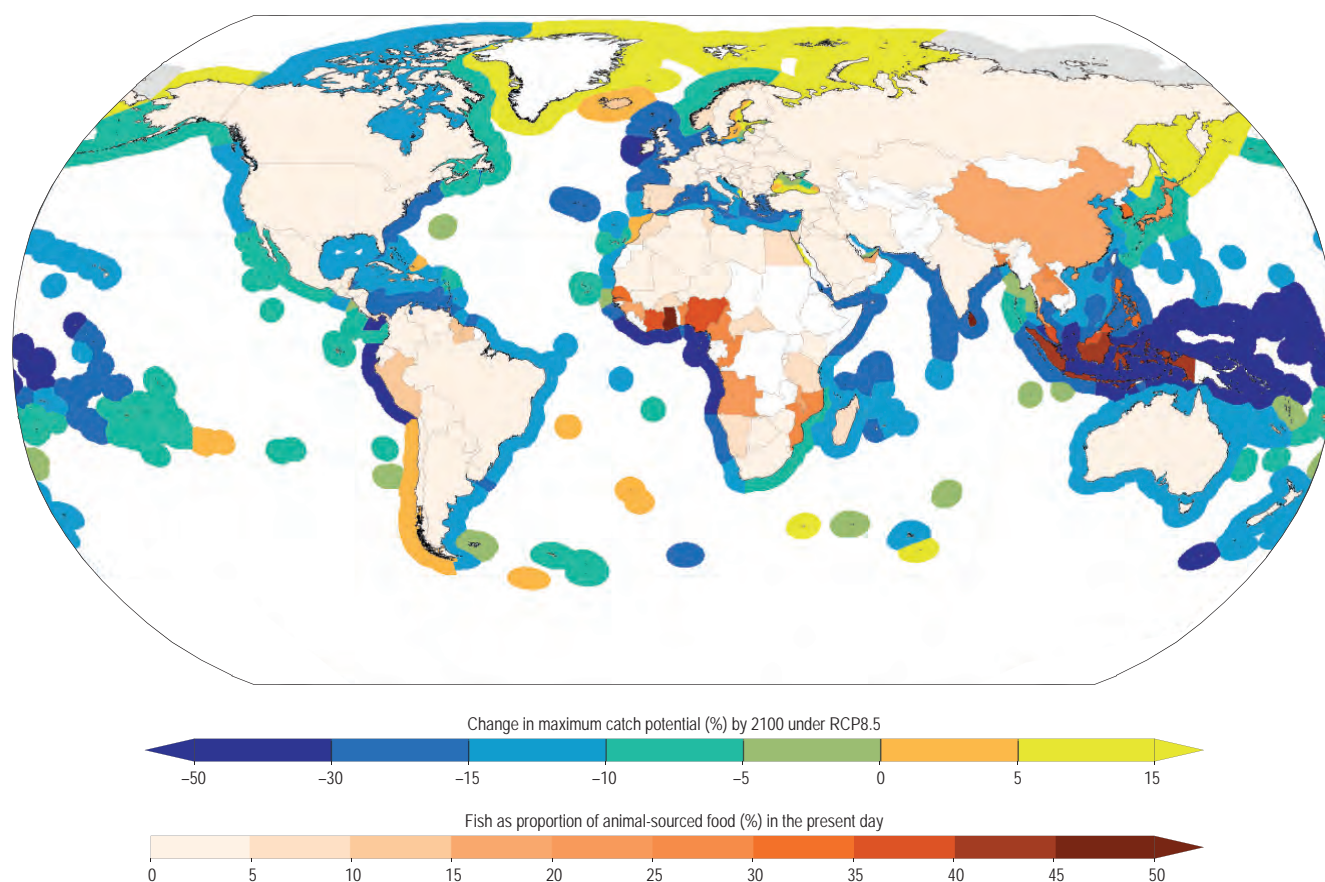 Change in maximum catch potential (%) by 2100 under RCP8.5
–50 –30 –15 –10 –5 0 5 15
Fish as proportion of animal-sourced food (%) in the present day
0 5 10 15 20 25 30 35 40 45 50